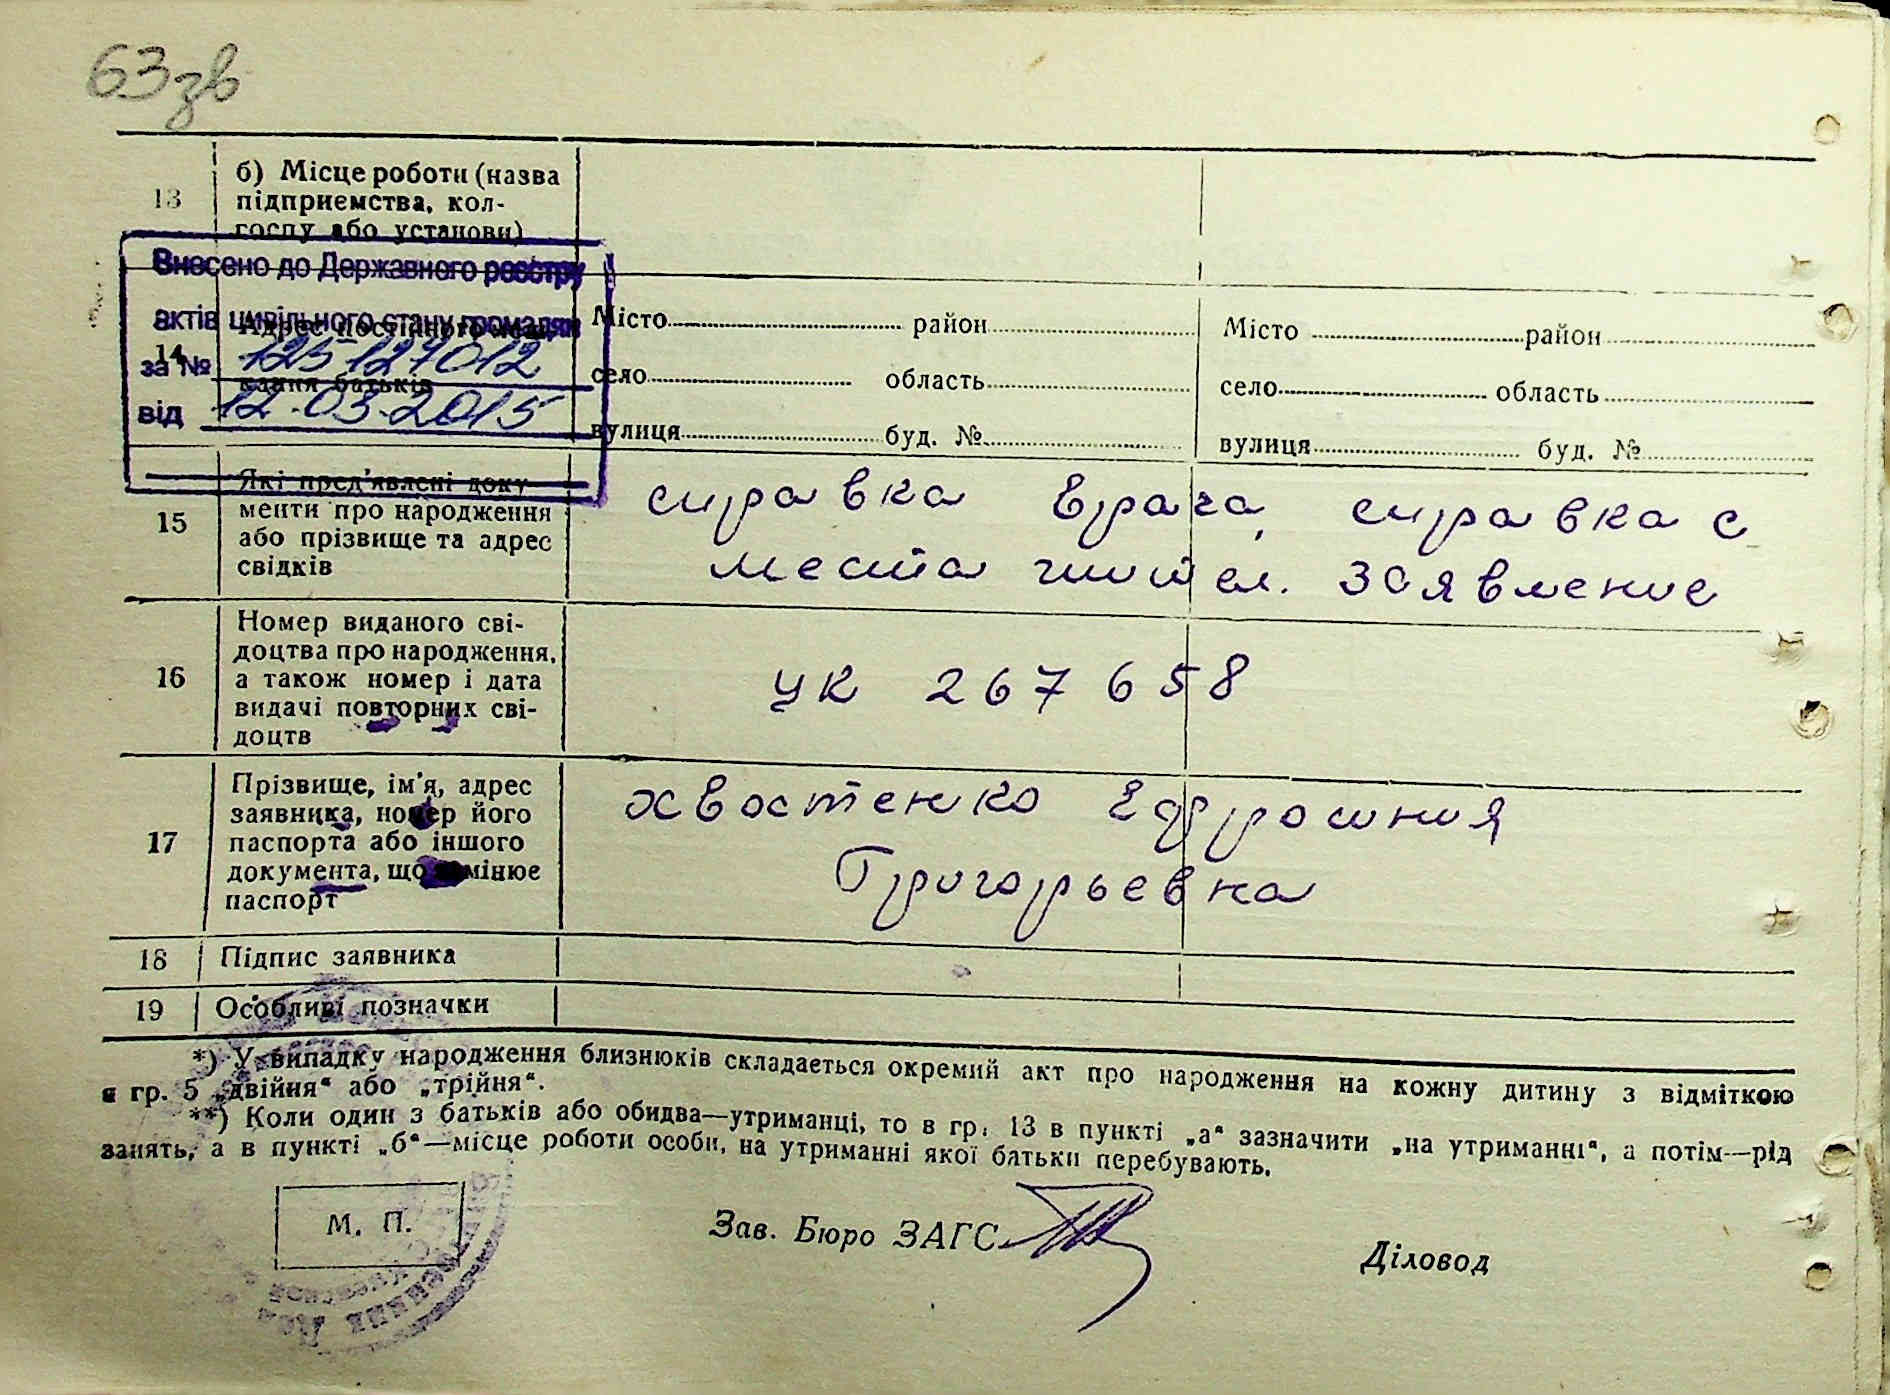 63зв
13
б) Місце роботи (назва
підприємства, кол-
госпу або установи)
Внесено до Державного реєстру
актів цивільного стану громадян
за № 125127012
від 12.03.2015
14
Адрес постійного
кання батьків
Місто район
село область
вулиця буд. №
Місто район
село область
вулиця буд. №
15
Які пред'явлені доку
менти про народження
або прізвище та адрес
свідків
справка врача, справка с
места жител. заявление
16
Номер виданого сві-
доцтва про народження,
а також номер і дата
видачі повторних сві-
доцтв
УК 267658
17
Прізвище, ім'я, адрес
заявника, номер його
паспорта або іншого
документа, що замінює
паспорт
Хвостенко Ефросиния
Григорьевна
18 Підпис заявника
19 Особливі позначки
*) У випадку народження близнюків складається окремий акт про народження на кожну дитину з відміткою
в гр. 5 „двійня“ або „трійня“.
**) Коли один з батьків або обидва—утриманці, то в гр. 13 в пункті „а“ зазначити „на утриманні“, а потім—рід
занять, а в пункті „б“—місце роботи особи, на утриманні якої батьки перебувають.
М. П.
Зав. Бюро ЗАГС
Діловод